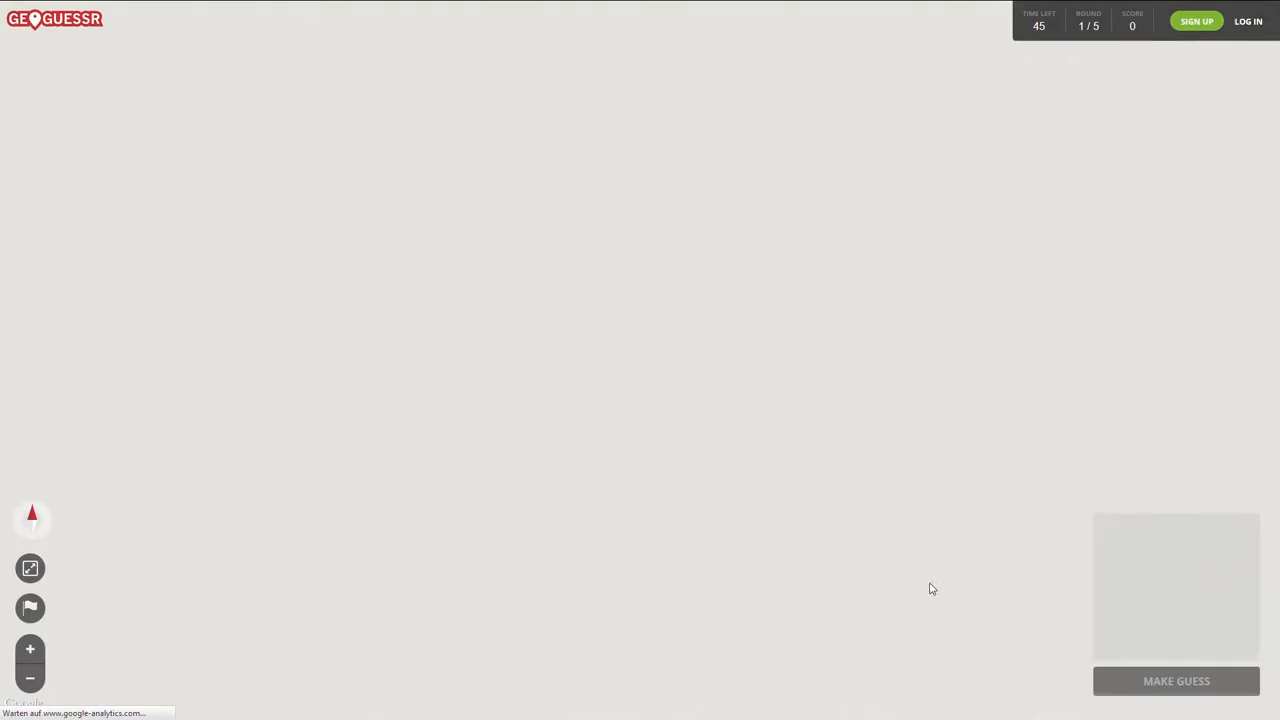 GEOGUESSR
TIME LEFT
45
ROUND
1 / 5
SCORE
0
SIGN UP
LOG IN
MAKE GUESS
Google
Warten auf www.google-analytics.com...